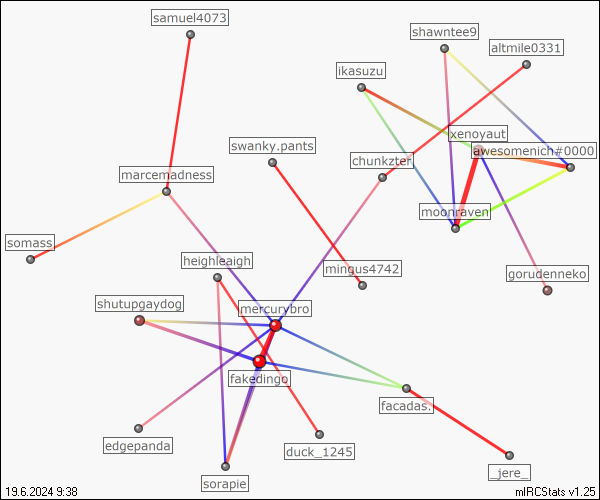 samuel4073
shawntee9
altmile0331
ikasuzu
xenoyaut
swanky.pants
awesomenich#0000
chunkzter
marcemadness
moonraven
somass.
heighleaigh
mingus4742
gorudenneko
shutupgaydog
mercurybro
fakedingo
facadas.
edgepanda
duck_1245
_jere_
sorapie
19.6.2024 9:38
mIRCStats v1.25